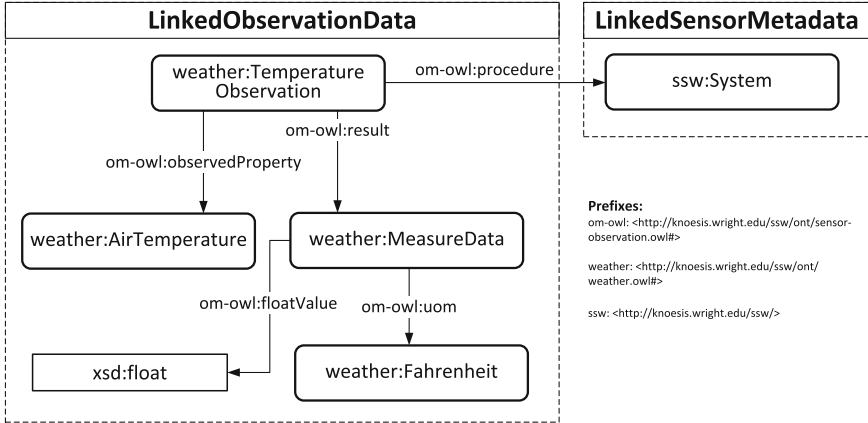 LinkedObservationData
LinkedSensorMetadata
weather:Temperature
Observation
om-owl:procedure
ssw:System
om-owl:result
om-owl:observedProperty
weather:AirTemperature
weather:MeasureData
om-owl:floatValue
om-owl:uom
xsd:float
weather:Fahrenheit
Prefixes:
om-owl: <http://knoesis.wright.edu/ssw/ont/sensor-
observation.owl#>
weather: <http://knoesis.wright.edu/ssw/ont/
weather.owl#>
ssw: <http://knoesis.wright.edu/ssw/>